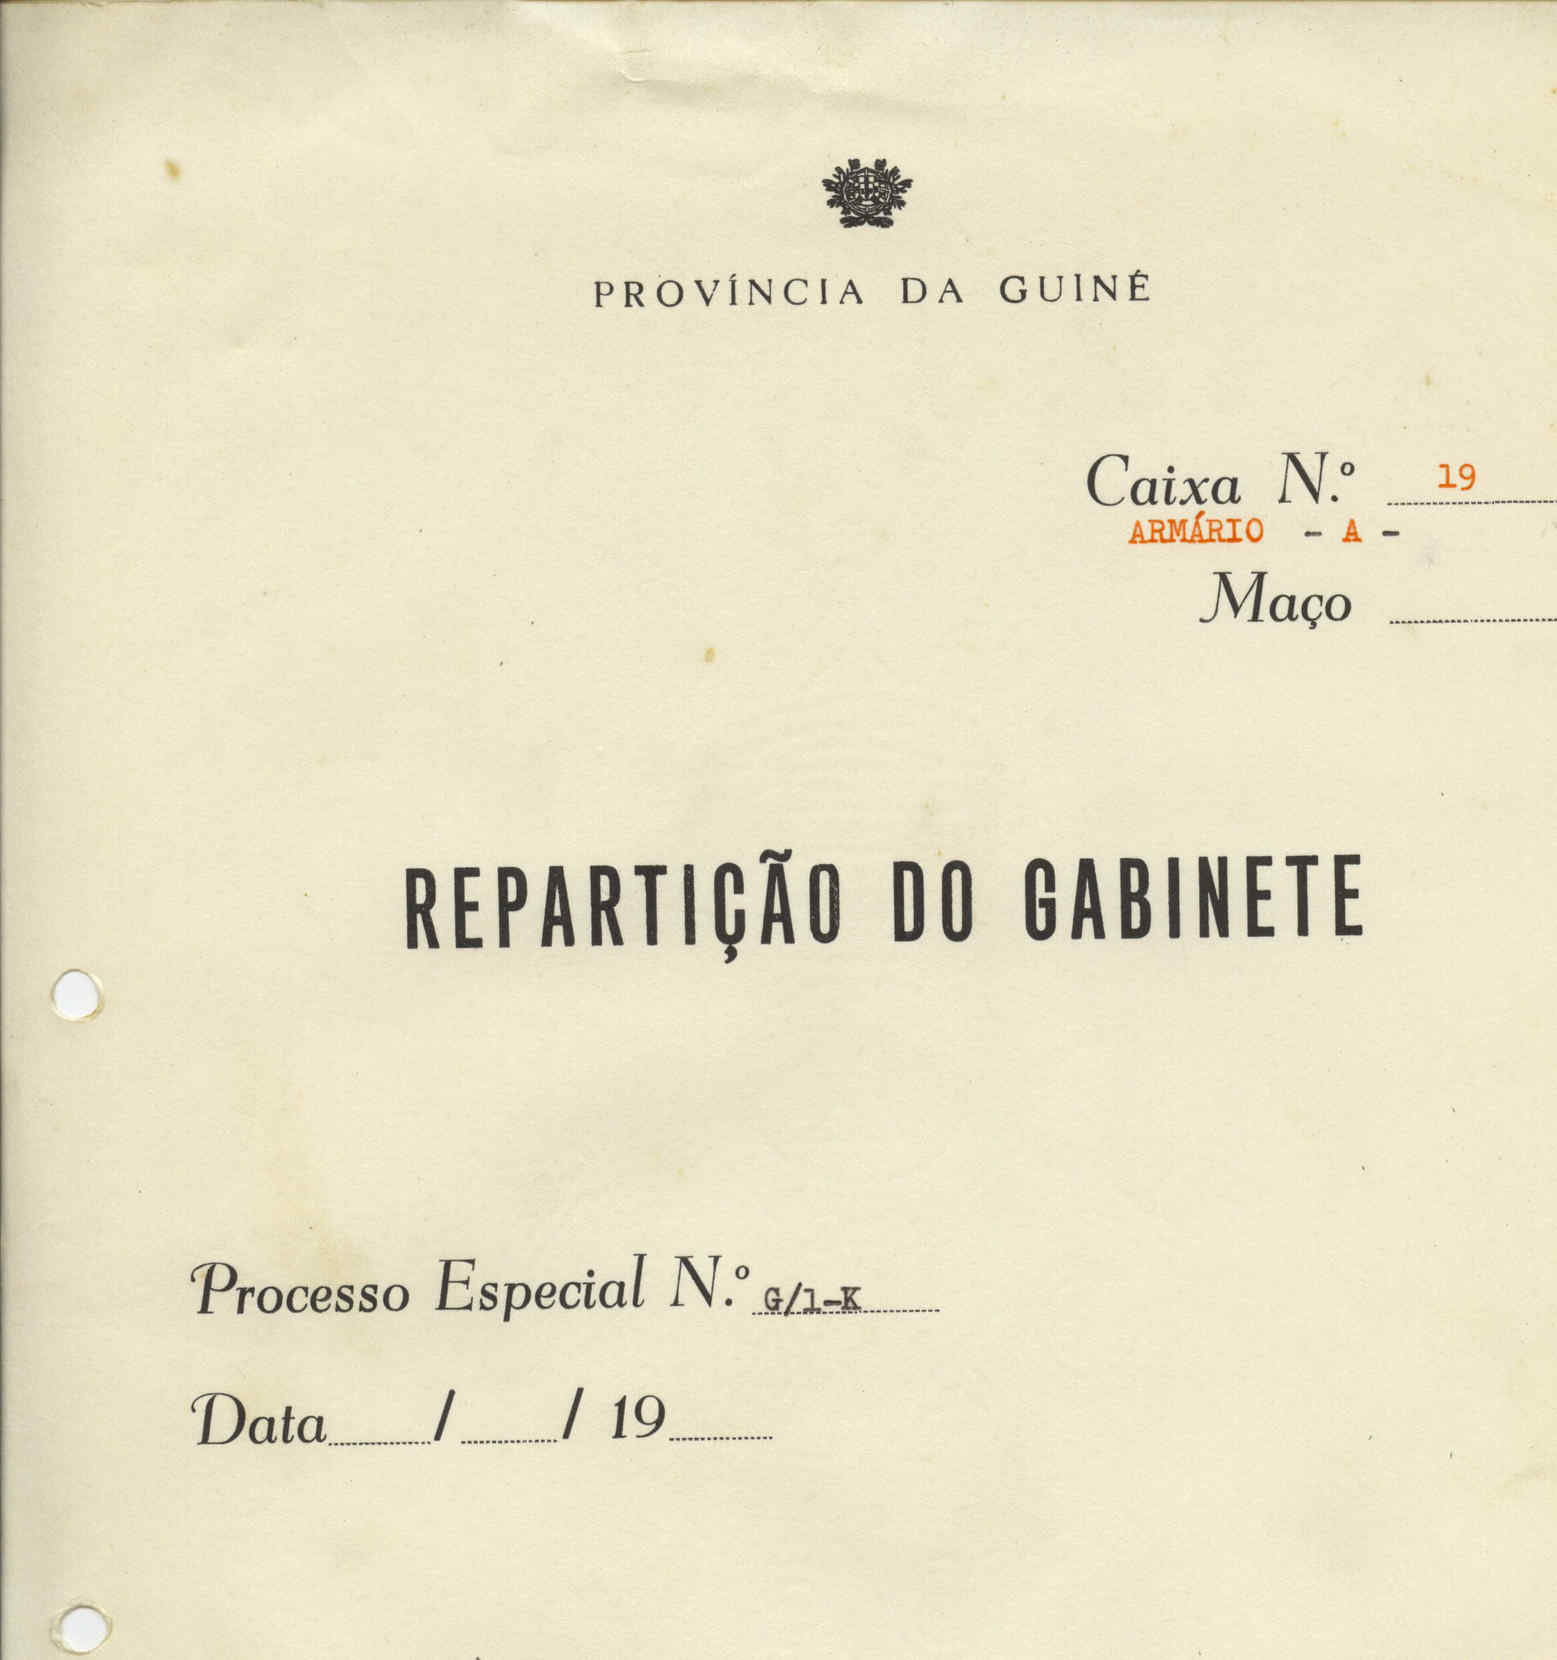 PROVÍNCIA DA GUINÉ
Caixa N.º 19
ARMÁRIO - A -
Maço
REPARTIÇÃO DO GABINETE
Processo Especial N.º G/1-K
Data / / 19